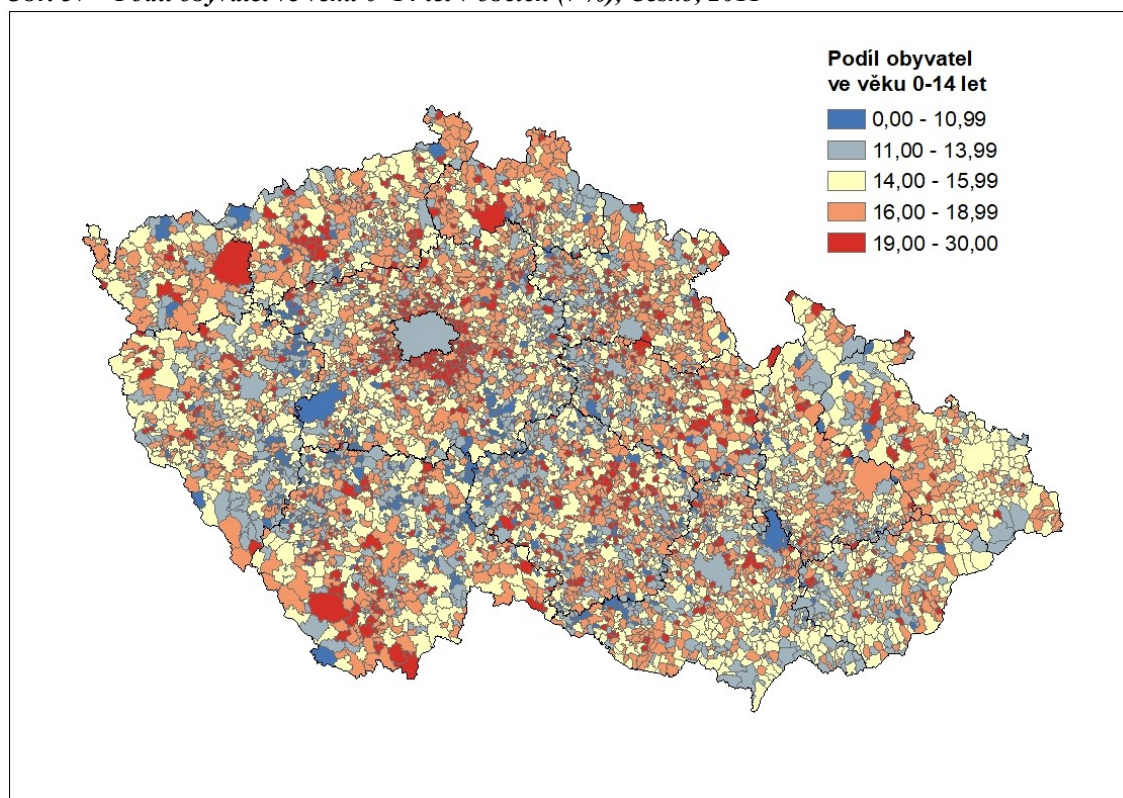 Podíl obyvatel
ve věku 0-14 let
0,00 - 10,99
11,00 - 13,99
14,00 - 15,99
16,00 - 18,99
19,00 - 30,00